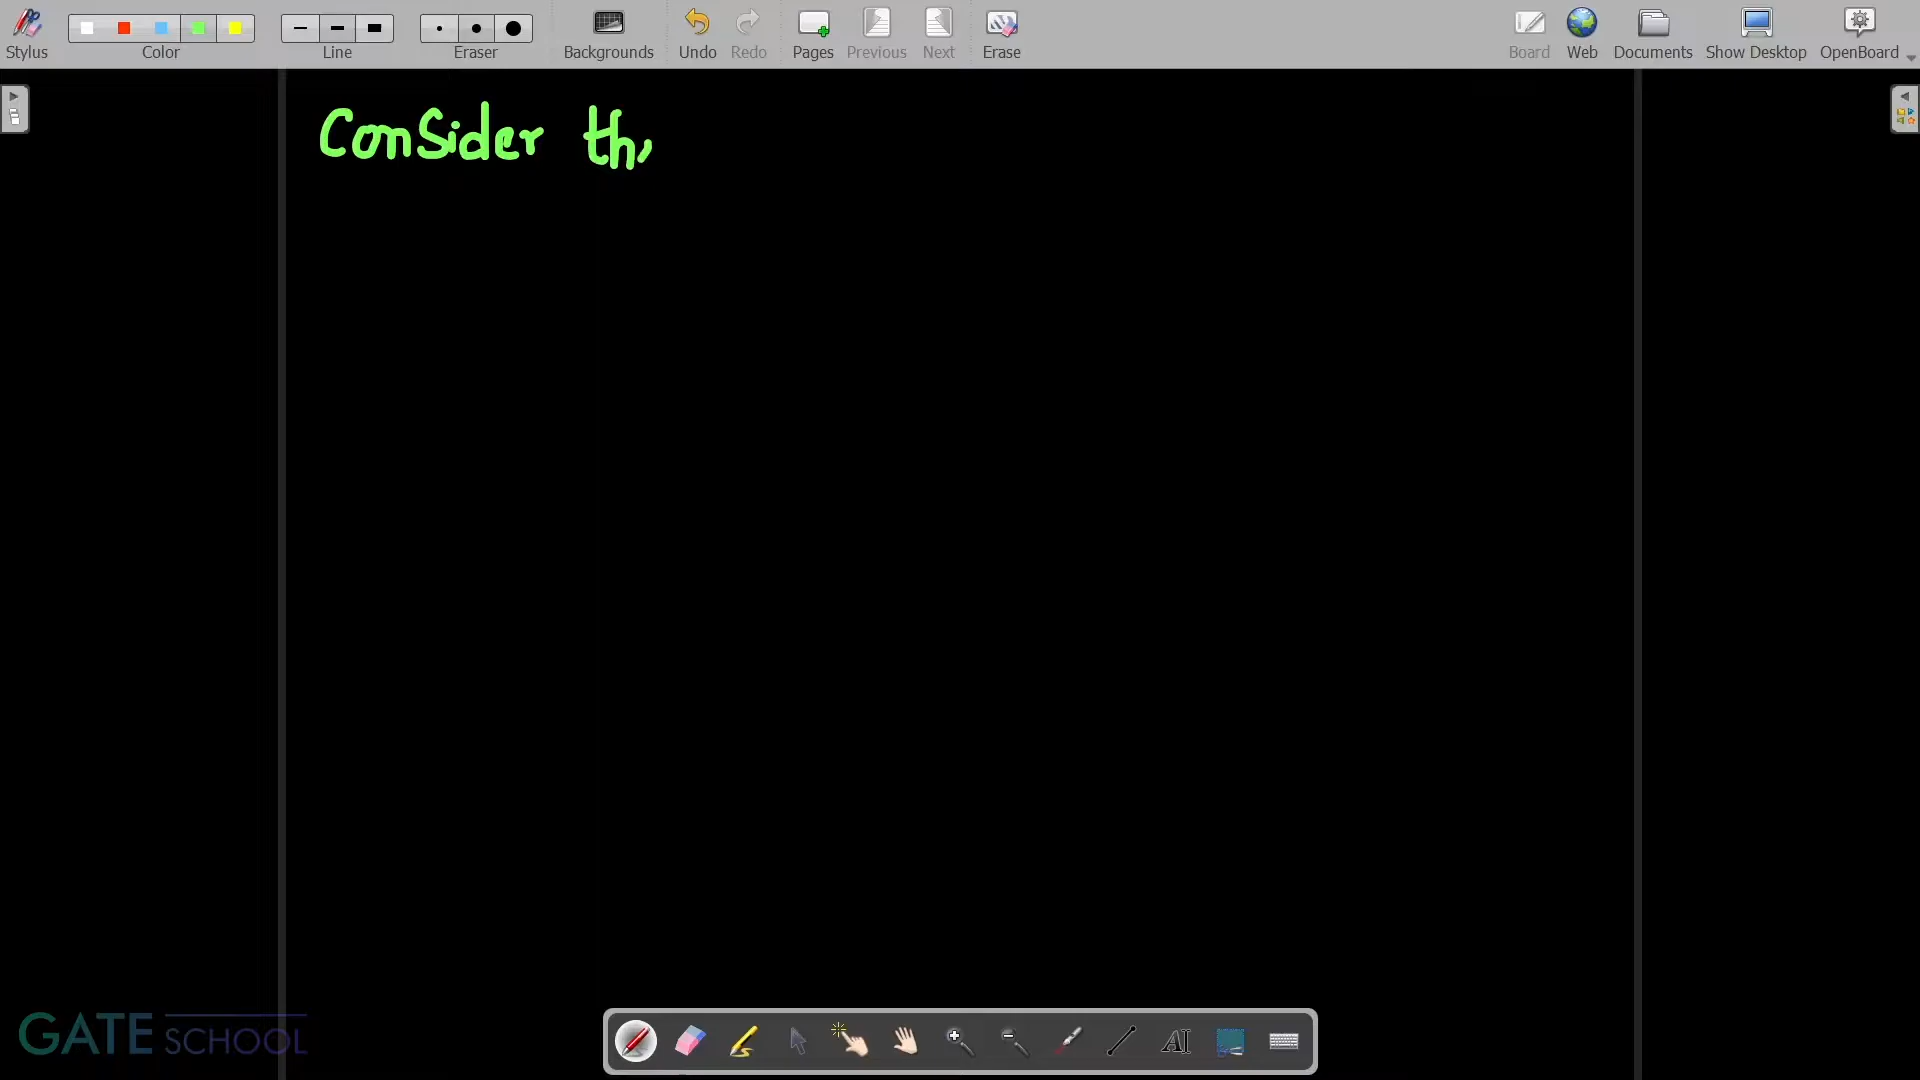 Stylus Color Line Eraser Backgrounds Undo Redo Pages Previous Next Erase Board Web Documents Show Desktop OpenBoard
Consider th
GATE SCHOOL
AI